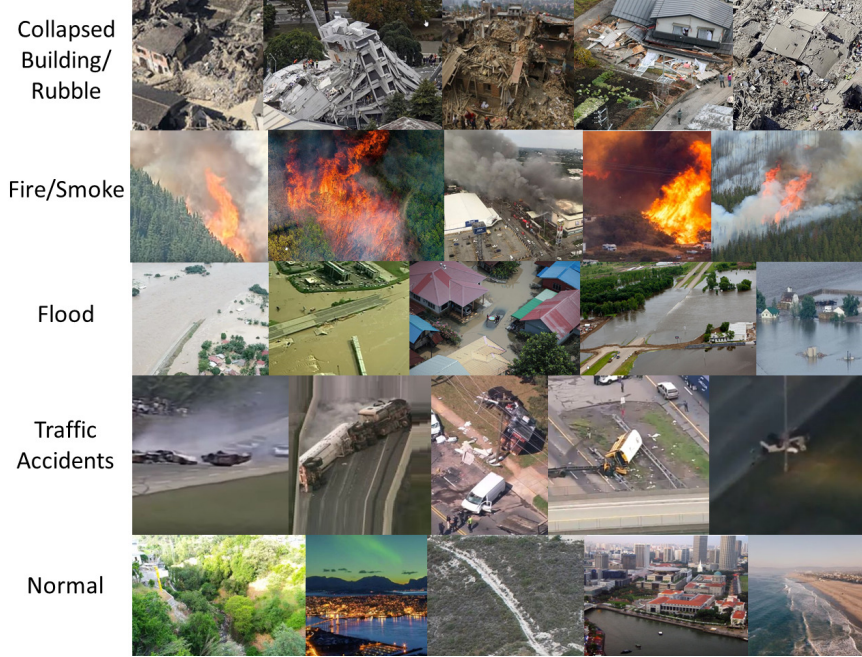 Collapsed
Building/
Rubble
Fire/Smoke
Flood
Traffic
Accidents
Normal